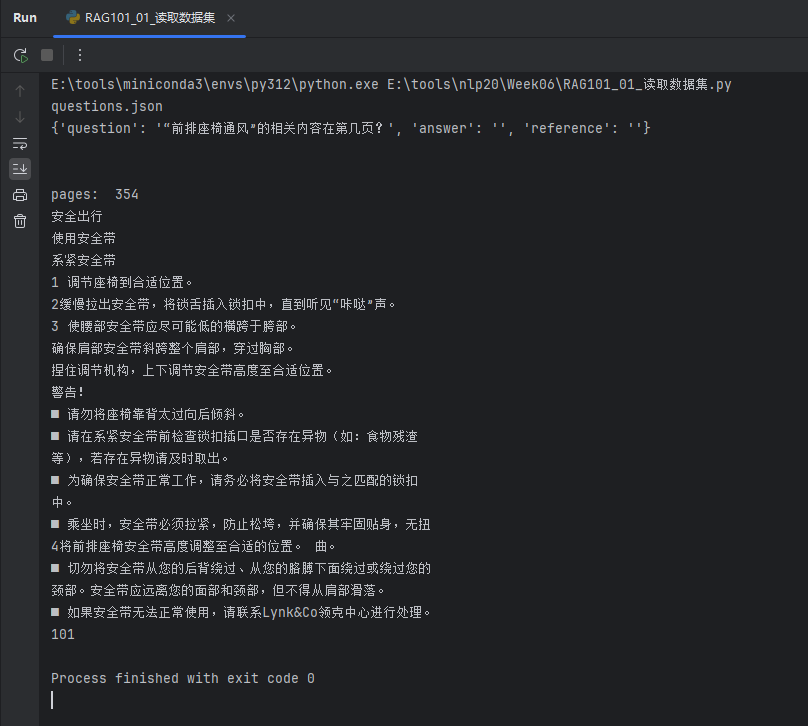 Run RAG101_01_读取数据集
E:\tools\miniconda3\envs\py312\python.exe E:\tools\nlp20\Week06\RAG101_01_读取数据集.py
questions.json
{'question': '“前排座椅通风”的相关内容在第几页？', 'answer': '', 'reference': ''}
pages:  354
安全出行
使用安全带
系紧安全带
1 调节座椅到合适位置。
2缓慢拉出安全带，将锁舌插入锁扣中，直到听见“咔哒”声。
3 使腰部安全带应尽可能低的横跨于胯部。
确保肩部安全带斜跨整个肩部，穿过胸部。
捏住调节机构，上下调节安全带高度至合适位置。
警告！
■ 请勿将座椅靠背太过向后倾斜。
■ 请在系紧安全带前检查锁扣插口是否存在异物（如：食物残渣
等），若存在异物请及时取出。
■ 为确保安全带正常工作，请务必将安全带插入与之匹配的锁扣
中。
■ 乘坐时，安全带必须拉紧，防止松垮，并确保其牢固贴身，无扭
4将前排座椅安全带高度调整至合适的位置。 曲。
■ 切勿将安全带从您的后背绕过、从您的胳膊下面绕过或绕过您的
颈部。安全带应远离您的面部和颈部，但不得从肩部滑落。
■ 如果安全带无法正常使用，请联系Lynk&Co领克中心进行处理。
101
Process finished with exit code 0